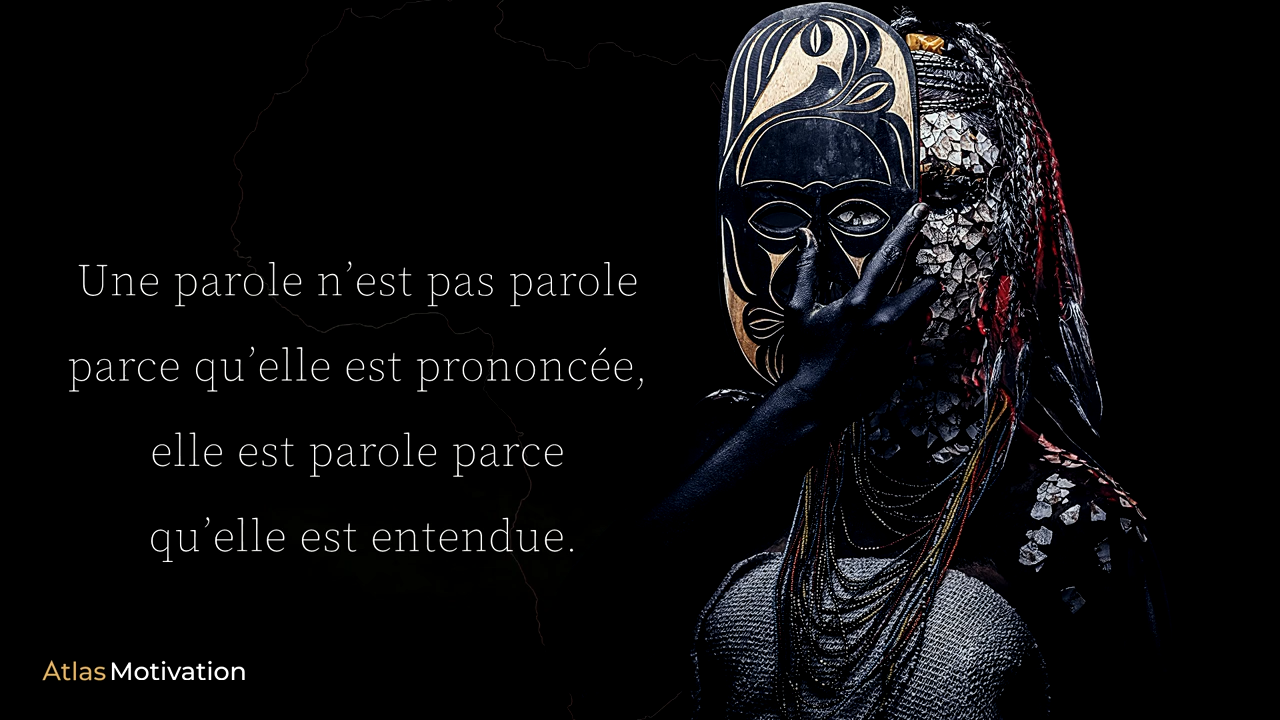 Une parole n’est pas parole
parce qu’elle est prononcée,
elle est parole parce
qu’elle est entendue.
Atlas Motivation